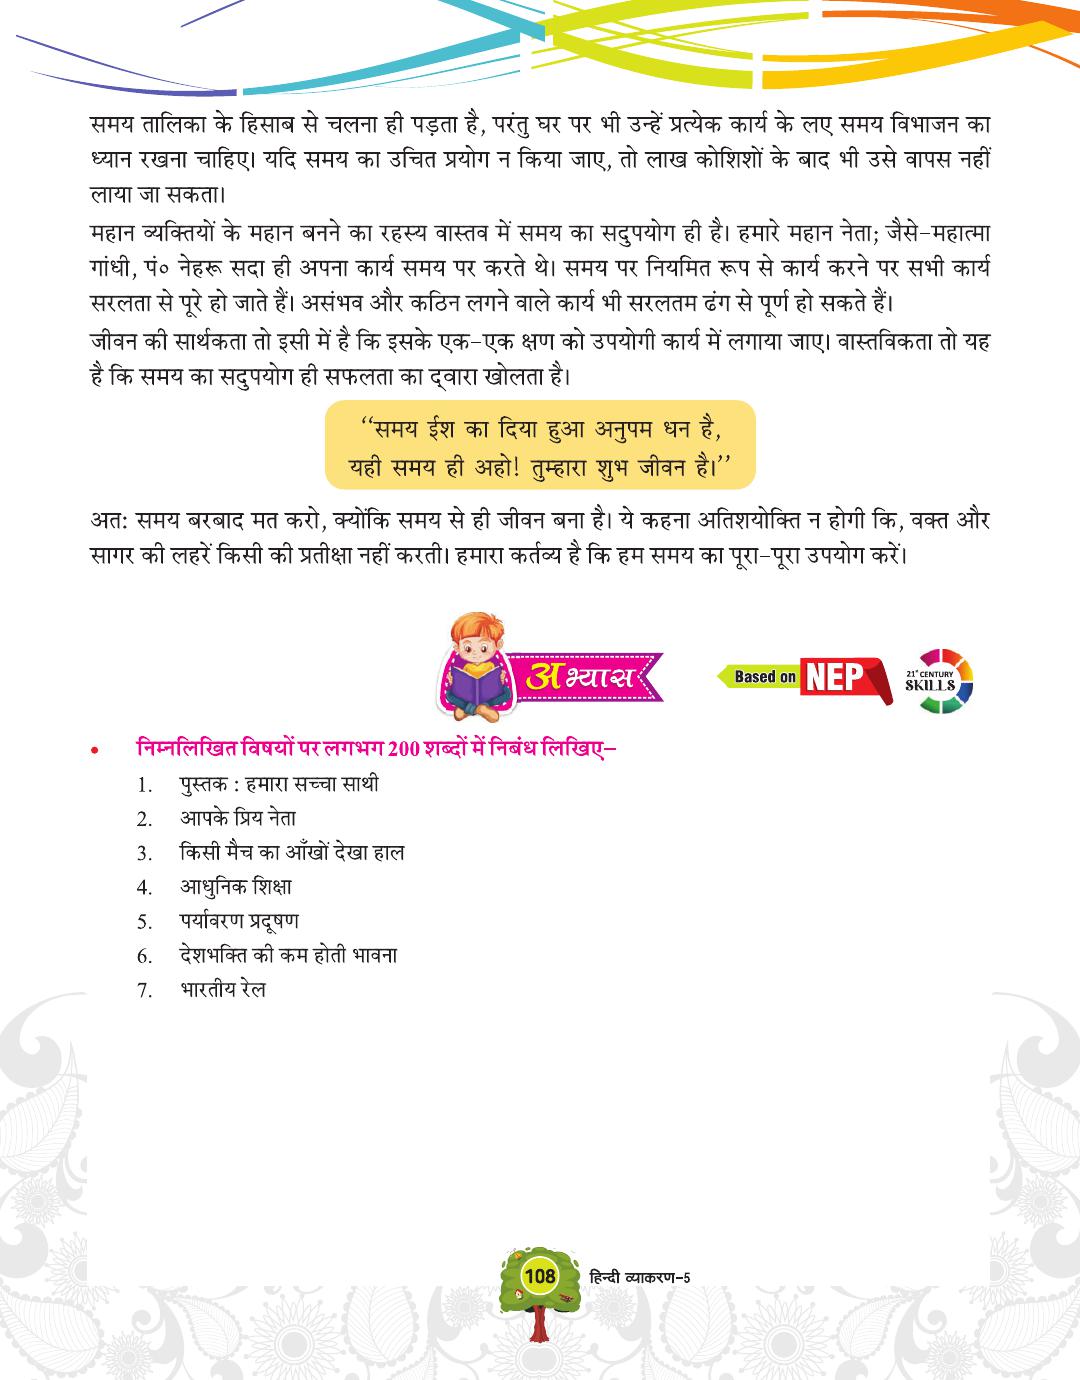 समय तालिका के हिसाब से चलना ही पड़ता है, परंतु घर पर भी उन्हें प्रत्येक कार्य के लए समय विभाजन का
ध्यान रखना चाहिए। यदि समय का उचित प्रयोग न किया जाए, तो लाख कोशिशों के बाद भी उसे वापस नहीं
लाया जा सकता।
महान व्यक्तियों के महान बनने का रहस्य वास्तव में समय का सदुपयोग ही है। हमारे महान नेता; जैसे–महात्मा
गांधी, पं० नेहरू सदा ही अपना कार्य समय पर करते थे। समय पर नियमित रूप से कार्य करने पर सभी कार्य
सरलता से पूरे हो जाते हैं। असंभव और कठिन लगने वाले कार्य भी सरलतम ढंग से पूर्ण हो सकते हैं।
जीवन की सार्थकता तो इसी में है कि इसके एक–एक क्षण को उपयोगी कार्य में लगाया जाए। वास्तविकता तो यह
है कि समय का सदुपयोग ही सफलता का द्‌वारा खोलता है।
‘‘समय ईश का दिया हुआ अनुपम धन है,
यही समय ही अहो! तुम्हारा शुभ जीवन है।’’
अत: समय बरबाद मत करो, क्योंकि समय से ही जीवन बना है। ये कहना अतिशयोक्ति न होगी कि, वक्त और
सागर की लहरें किसी की प्रतीक्षा नहीं करती। हमारा कर्तव्य है कि हम समय का पूरा–पूरा उपयोग करें।
अभ्यास
Based on NEP
21st CENTURY
SKILLS
• निम्नलिखित विषयों पर लगभग 200 शब्दों में निबंध लिखिए–
1. पुस्तक : हमारा सच्चा साथी
2. आपके प्रिय नेता
3. किसी मैच का आँखों देखा हाल
4. आधुनिक शिक्षा
5. पर्यावरण प्रदूषण
6. देशभक्ति की कम होती भावना
7. भारतीय रेल
108 हिन्दी व्याकरण–5